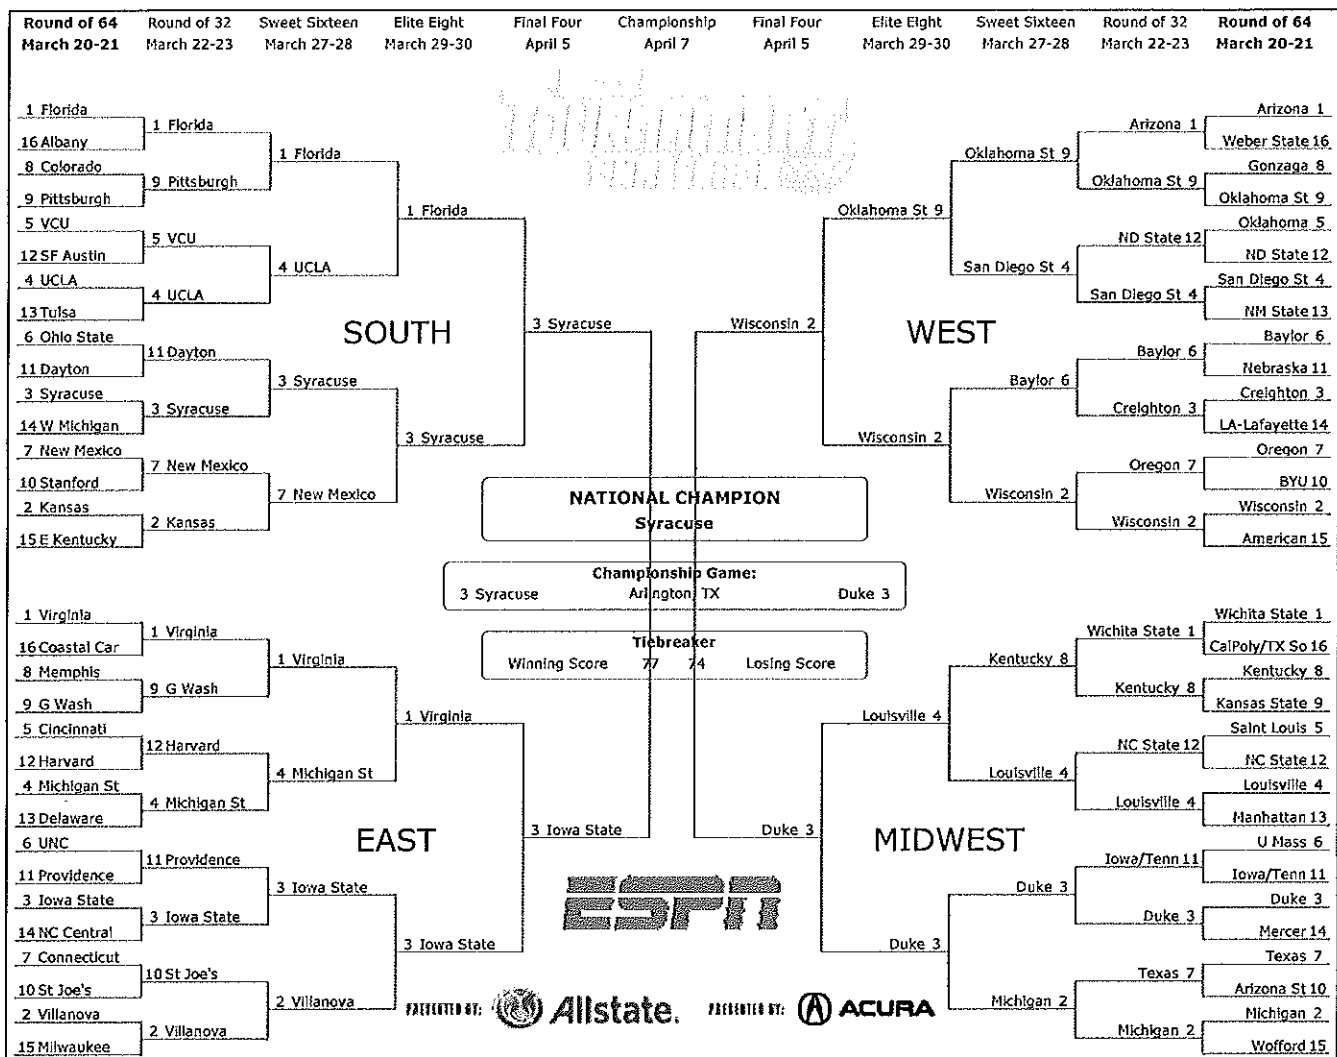 Round of 64 Round of 32 Sweet Sixteen Elite Eight Final Four Championship Final Four Elite Eight Sweet Sixteen Round of 32 Round of 64
March 20-21 March 22-23 March 27-28 March 29-30 April 5 April 7 April 5 March 29-30 March 27-28 March 22-23 March 20-21
1 Florida
16 Albany
8 Colorado
9 Pittsburgh
5 VCU
12 SF Austin
4 UCLA
13 Tulsa
6 Ohio State
11 Dayton
3 Syracuse
14 W Michigan
7 New Mexico
10 Stanford
2 Kansas
15 E Kentucky
1 Florida
9 Pittsburgh
5 VCU
4 UCLA
11 Dayton
3 Syracuse
7 New Mexico
2 Kansas
1 Florida
4 UCLA
3 Syracuse
7 New Mexico
1 Florida
3 Syracuse
SOUTH
3 Syracuse
1 Virginia
16 Coastal Car
8 Memphis
9 G Wash
5 Cincinnati
12 Harvard
4 Michigan St
13 Delaware
6 UNC
11 Providence
3 Iowa State
14 NC Central
7 Connecticut
10 St Joe's
2 Villanova
15 Milwaukee
1 Virginia
9 G Wash
12 Harvard
4 Michigan St
11 Providence
3 Iowa State
10 St Joe's
2 Villanova
1 Virginia
4 Michigan St
3 Iowa State
2 Villanova
1 Virginia
3 Iowa State
EAST
3 Iowa State
NATIONAL CHAMPION
Syracuse
Championship Game:
3 Syracuse Arlington, TX Duke 3
Tiebreaker
Winning Score 77 74 Losing Score
Wisconsin 2
WEST
Oklahoma St 9
Wisconsin 2
Oklahoma St 9
San Diego St 4
Baylor 6
Wisconsin 2
Arizona 1
Oklahoma St 9
ND State 12
San Diego St 4
Baylor 6
Creighton 3
Oregon 7
Wisconsin 2
Arizona 1
Weber State 16
Gonzaga 8
Oklahoma St 9
Oklahoma 5
ND State 12
San Diego St 4
NM State 13
Baylor 6
Nebraska 11
Creighton 3
LA-Lafayette 14
Oregon 7
BYU 10
Wisconsin 2
American 15
Duke 3
MIDWEST
Louisville 4
Duke 3
Kentucky 8
Louisville 4
Duke 3
Michigan 2
Wichita State 1
Kentucky 8
NC State 12
Louisville 4
Iowa/Tenn 11
Duke 3
Texas 7
Michigan 2
Wichita State 1
CalPoly/TX So 16
Kentucky 8
Kansas State 9
Saint Louis 5
NC State 12
Louisville 4
Manhattan 13
U Mass 6
Iowa/Tenn 11
Duke 3
Mercer 14
Texas 7
Arizona St 10
Michigan 2
Wofford 15
ESPN
PRESENTED BY: Allstate. PRESENTED BY: ACURA